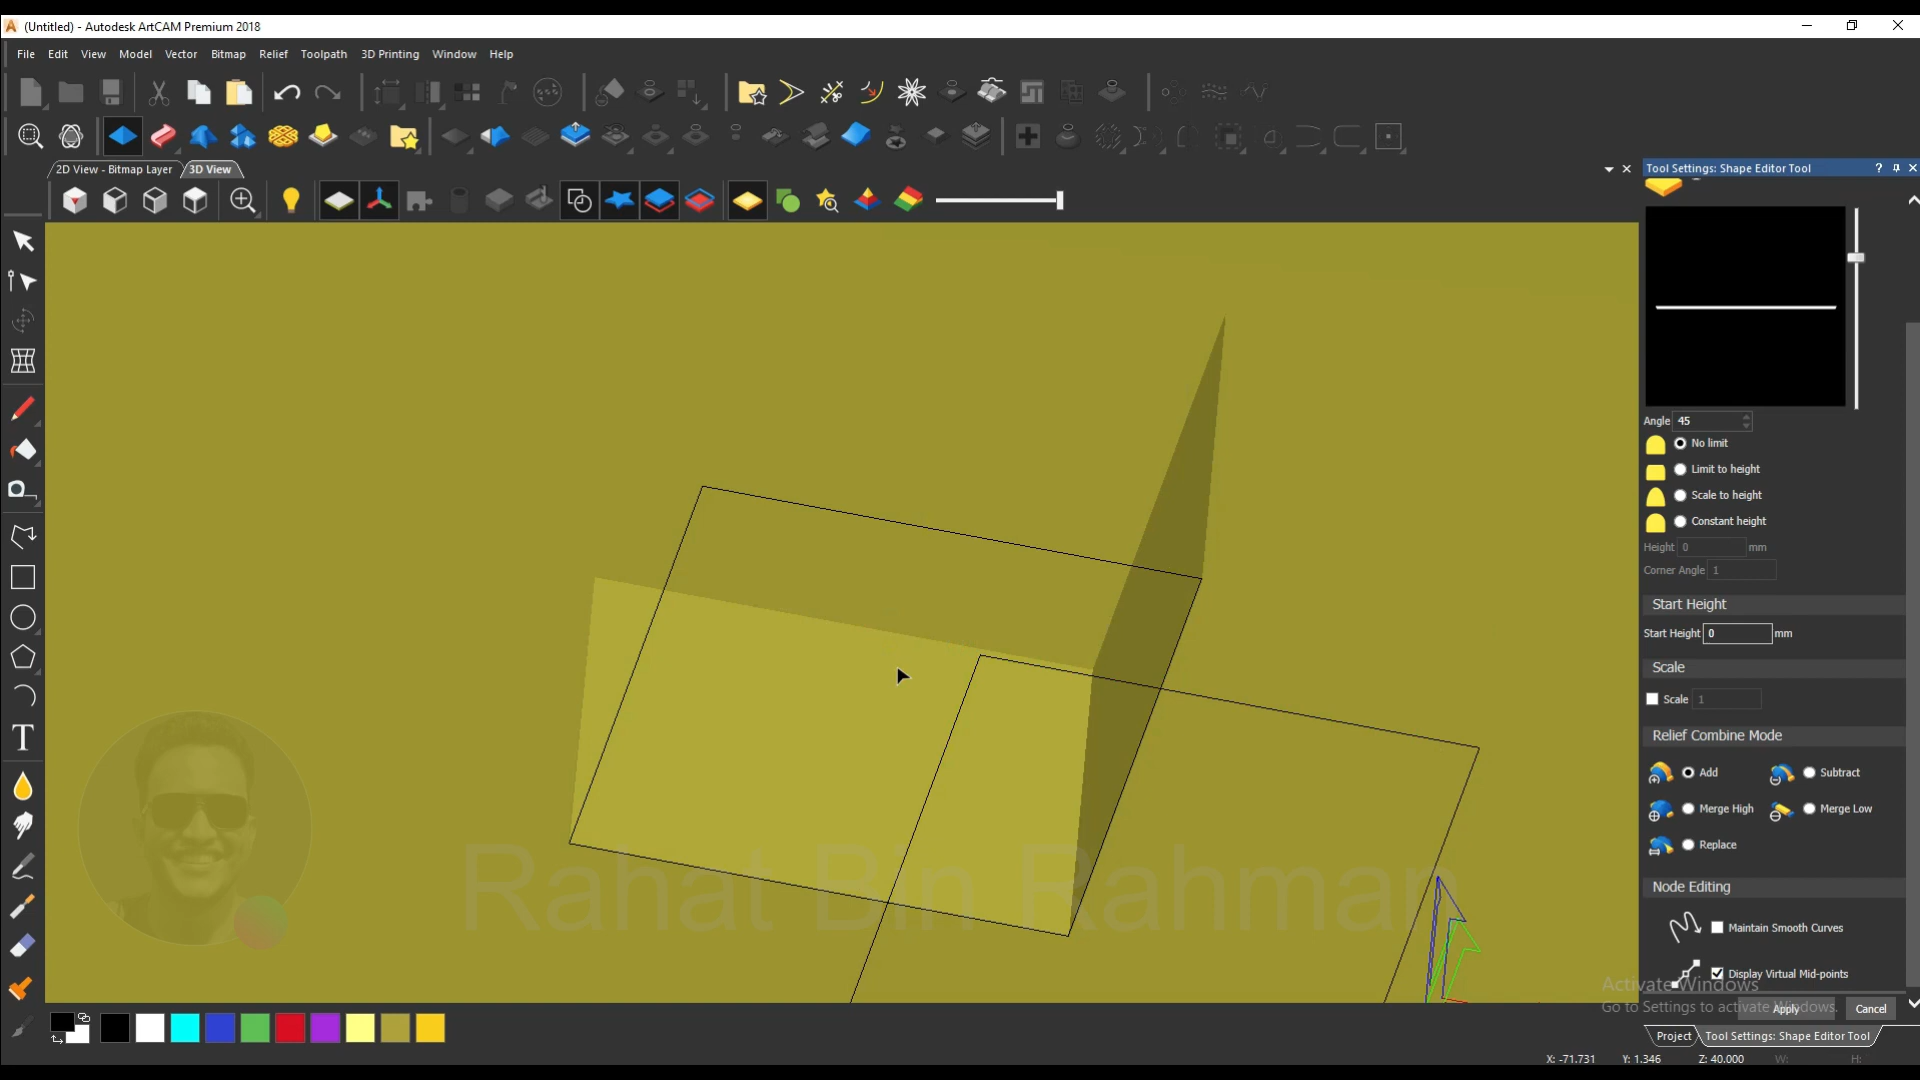 (Untitled) - Autodesk ArtCAM Premium 2018
File Edit View Model Vector Bitmap Relief Toolpath 3D Printing Window Help
2D View - Bitmap Layer 3D View
Tool Settings: Shape Editor Tool
Angle 45
No limit
Limit to height
Scale to height
Constant height
Height 0 mm
Corner Angle 1
Start Height
Start Height 0 mm
Scale
Scale 1
Relief Combine Mode
Add Subtract
Merge High Merge Low
Replace
Node Editing
Maintain Smooth Curves
Display Virtual Mid-points
Rahat Bin Rahman
Activate Windows
Go to Settings to activate Windows.
Apply Cancel
Project Tool Settings: Shape Editor Tool
X: -71.731 Y: 1.346 Z: 40.000 W: H: